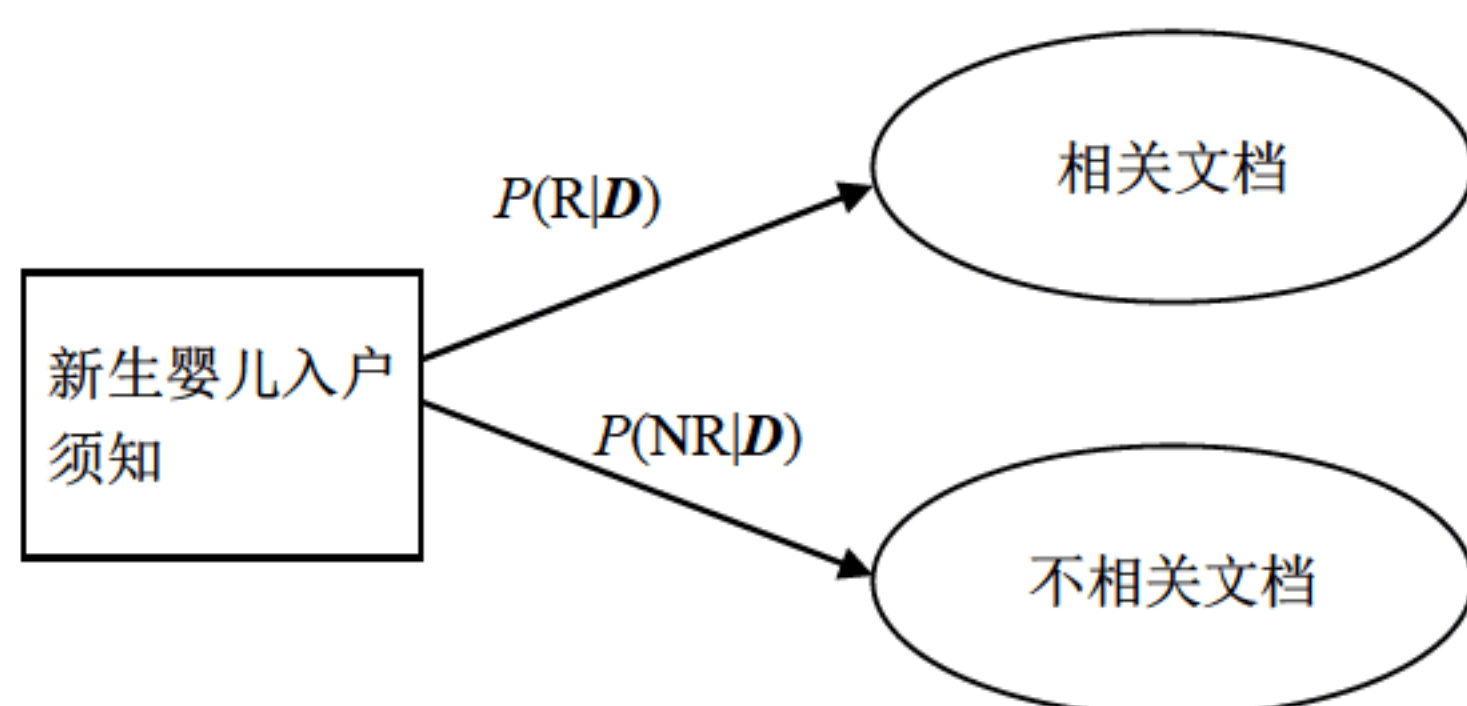 相关文档
P(R|D)
新生婴儿入户
须知
P(NR|D)
不相关文档